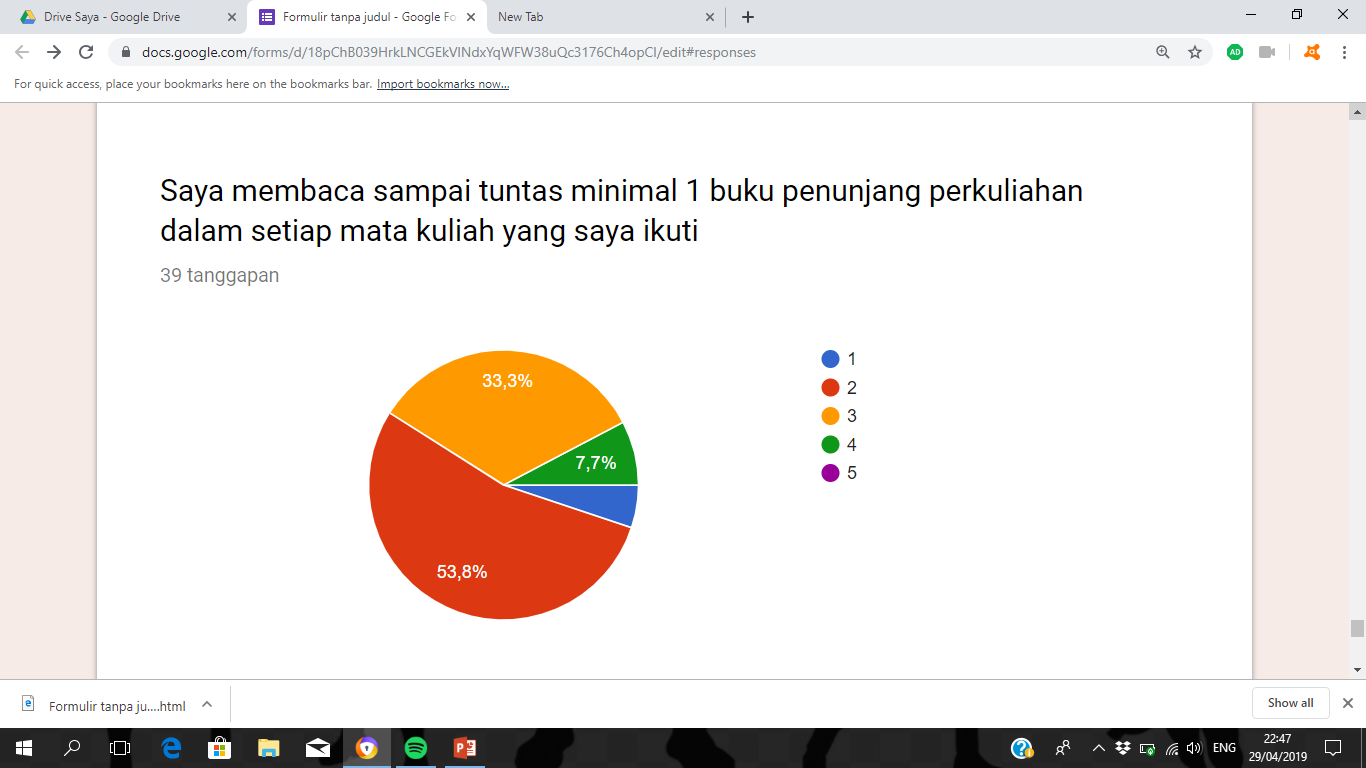 Drive Saya - Google Drive
Formulir tanpa judul - Google Fo
New Tab
docs.google.com/forms/d/18pChB039HrkLNCGEkVINdxYqWFW38uQc3176Ch4opCI/edit#responses
For quick access, place your bookmarks here on the bookmarks bar. Import bookmarks now...
Saya membaca sampai tuntas minimal 1 buku penunjang perkuliahan
dalam setiap mata kuliah yang saya ikuti
39 tanggapan
33,3%
7,7%
53,8%
1
2
3
4
5
Formulir tanpa ju....html
Show all
ENG
22:47
29/04/2019